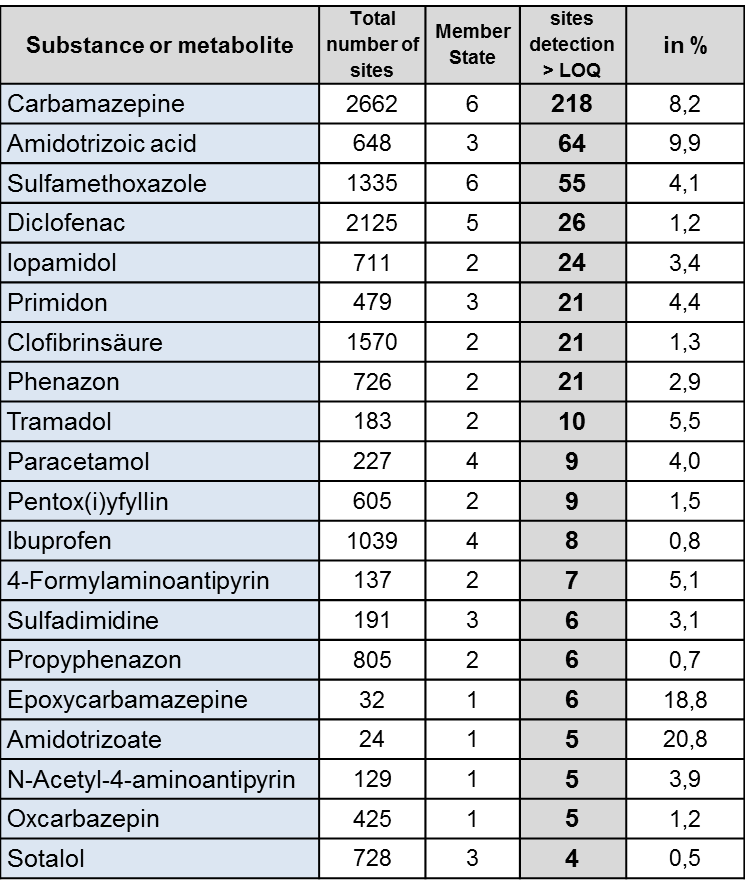 Substance or metabolite Total number of sites Member State sites detection > LOQ in %
Carbamazepine 2662 6 218 8,2
Amidotrizoic acid 648 3 64 9,9
Sulfamethoxazole 1335 6 55 4,1
Diclofenac 2125 5 26 1,2
Iopamidol 711 2 24 3,4
Primidon 479 3 21 4,4
Clofibrinsäure 1570 2 21 1,3
Phenazon 726 2 21 2,9
Tramadol 183 2 10 5,5
Paracetamol 227 4 9 4,0
Pentox(i)yfyllin 605 2 9 1,5
Ibuprofen 1039 4 8 0,8
4-Formylaminoantipyrin 137 2 7 5,1
Sulfadimidine 191 3 6 3,1
Propyphenazon 805 2 6 0,7
Epoxycarbamazepine 32 1 6 18,8
Amidotrizoate 24 1 5 20,8
N-Acetyl-4-aminoantipyrin 129 1 5 3,9
Oxcarbazepin 425 1 5 1,2
Sotalol 728 3 4 0,5